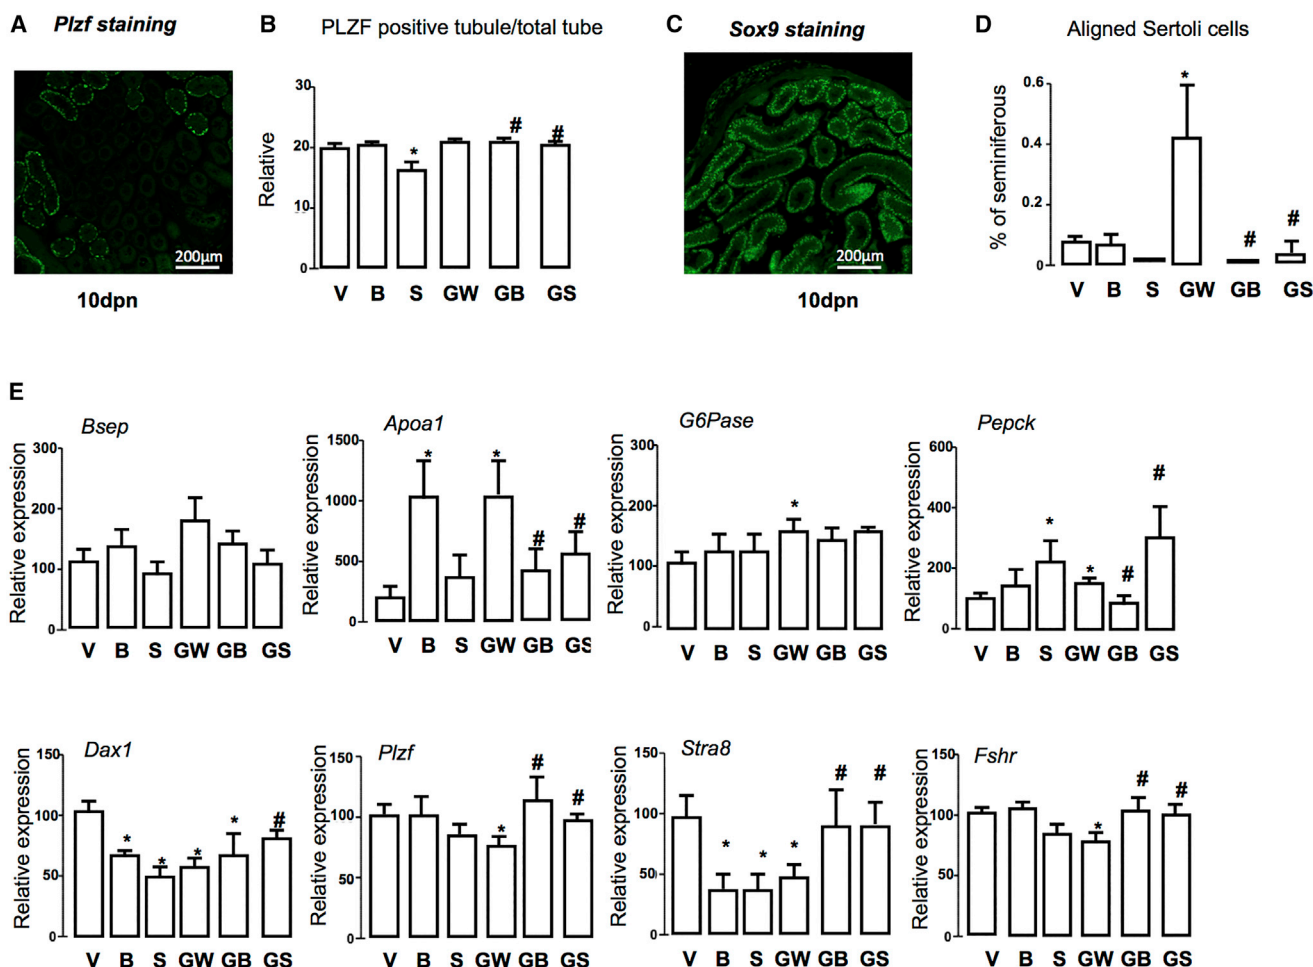 A Plzf staining
B PLZF positive tubule/total tube
C Sox9 staining
D Aligned Sertoli cells
200µm
10dpn
Relative
30
20
10
0
*
#
#
V B S GW GB GS
200µm
10dpn
% of seminiferous
0.6
0.4
0.2
0
*
#
#
V B S GW GB GS
E
Bsep
Relative expression
300
200
100
0
V B S GW GB GS
Apoa1
Relative expression
1500
1000
500
0
*
*
#
#
V B S GW GB GS
G6Pase
Relative expression
300
200
100
0
*
V B S GW GB GS
Pepck
Relative expression
600
400
200
0
*
*
#
#
V B S GW GB GS
Dax1
Relative expression
150
100
50
0
*
*
*
*
#
V B S GW GB GS
Plzf
Relative expression
150
100
50
0
*
#
#
V B S GW GB GS
Stra8
Relative expression
150
100
50
0
*
*
*
#
#
V B S GW GB GS
Fshr
Relative expression
150
100
50
0
*
#
#
V B S GW GB GS